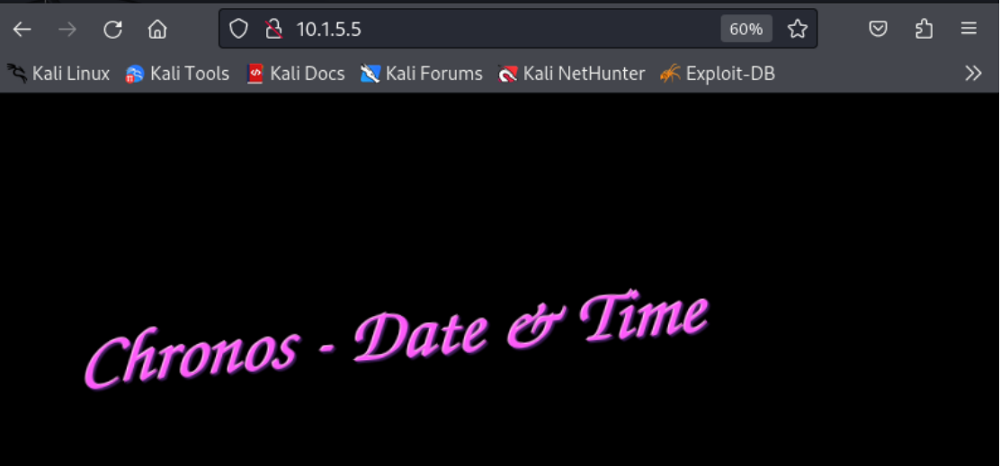 10.1.5.5 60%
Kali Linux Kali Tools Kali Docs Kali Forums Kali NetHunter Exploit-DB
Chronos - Date & Time